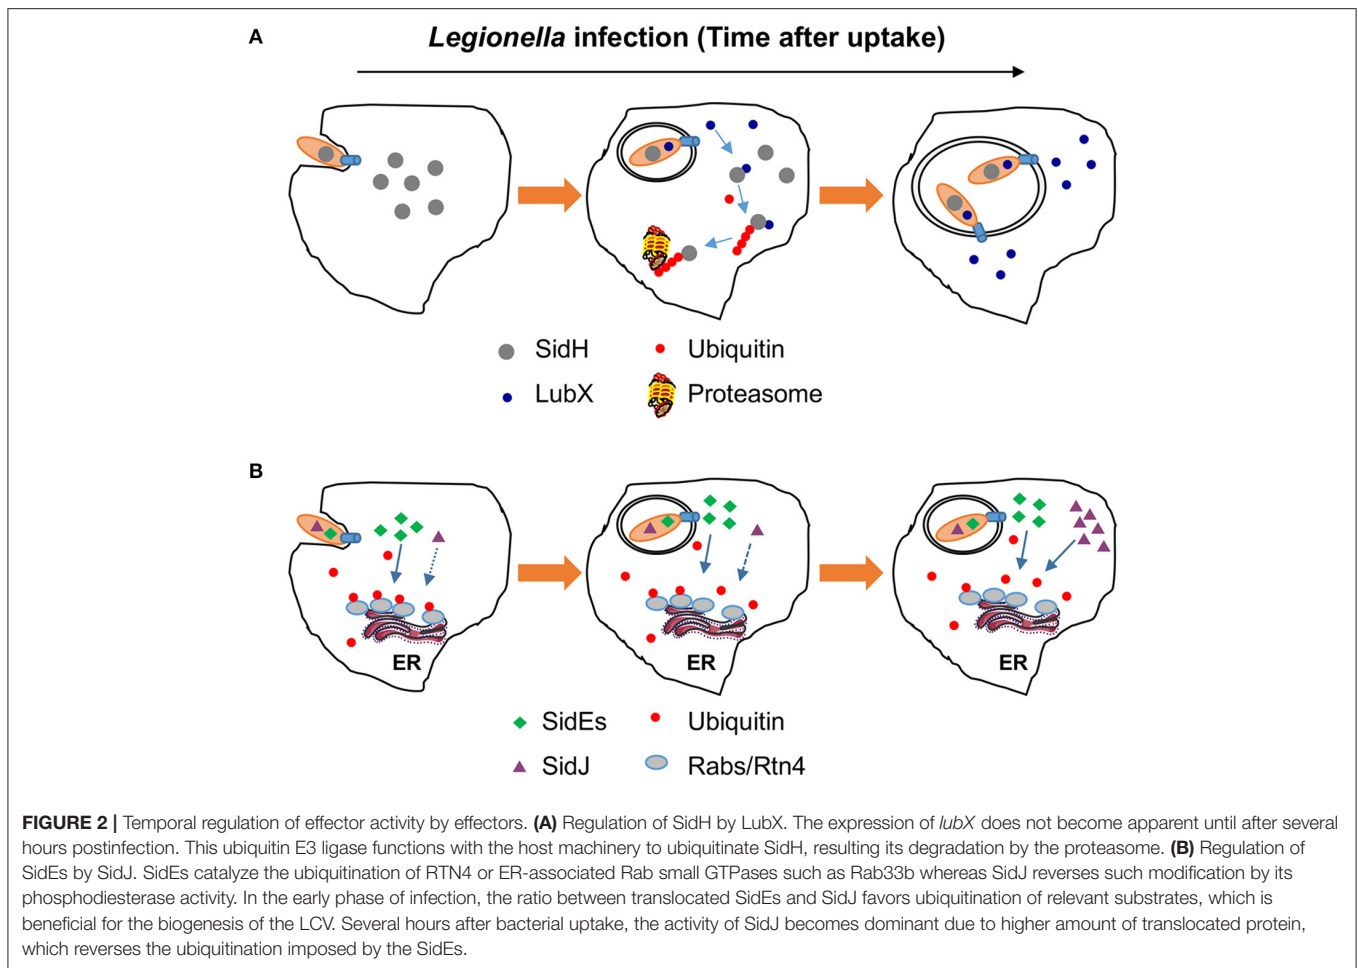 A
Legionella infection (Time after uptake)
SidH
Ubiquitin
LubX
Proteasome
B
ER
ER
ER
SidEs
Ubiquitin
SidJ
Rabs/Rtn4
FIGURE 2 | Temporal regulation of effector activity by effectors. (A) Regulation of SidH by LubX. The expression of lubX does not become apparent until after several
hours postinfection. This ubiquitin E3 ligase functions with the host machinery to ubiquitinate SidH, resulting its degradation by the proteasome. (B) Regulation of
SidEs by SidJ. SidEs catalyze the ubiquitination of RTN4 or ER-associated Rab small GTPases such as Rab33b whereas SidJ reverses such modification by its
phosphodiesterase activity. In the early phase of infection, the ratio between translocated SidEs and SidJ favors ubiquitination of relevant substrates, which is
beneficial for the biogenesis of the LCV. Several hours after bacterial uptake, the activity of SidJ becomes dominant due to higher amount of translocated protein,
which reverses the ubiquitination imposed by the SidEs.